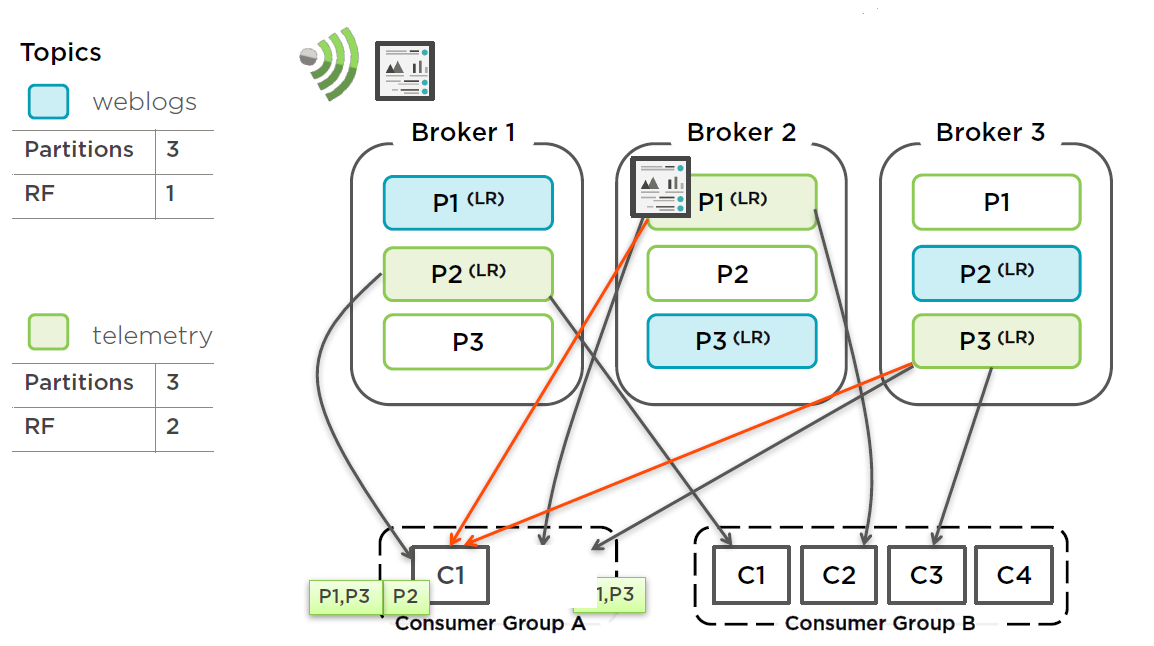 Topics
weblogs
Partitions 3
RF 1
telemetry
Partitions 3
RF 2
Broker 1
P1 (LR)
P2 (LR)
P3
Broker 2
P1 (LR)
P2
P3 (LR)
Broker 3
P1
P2 (LR)
P3 (LR)
C1
P1,P3 P2
1,P3
Consumer Group A
C1 C2 C3 C4
Consumer Group B